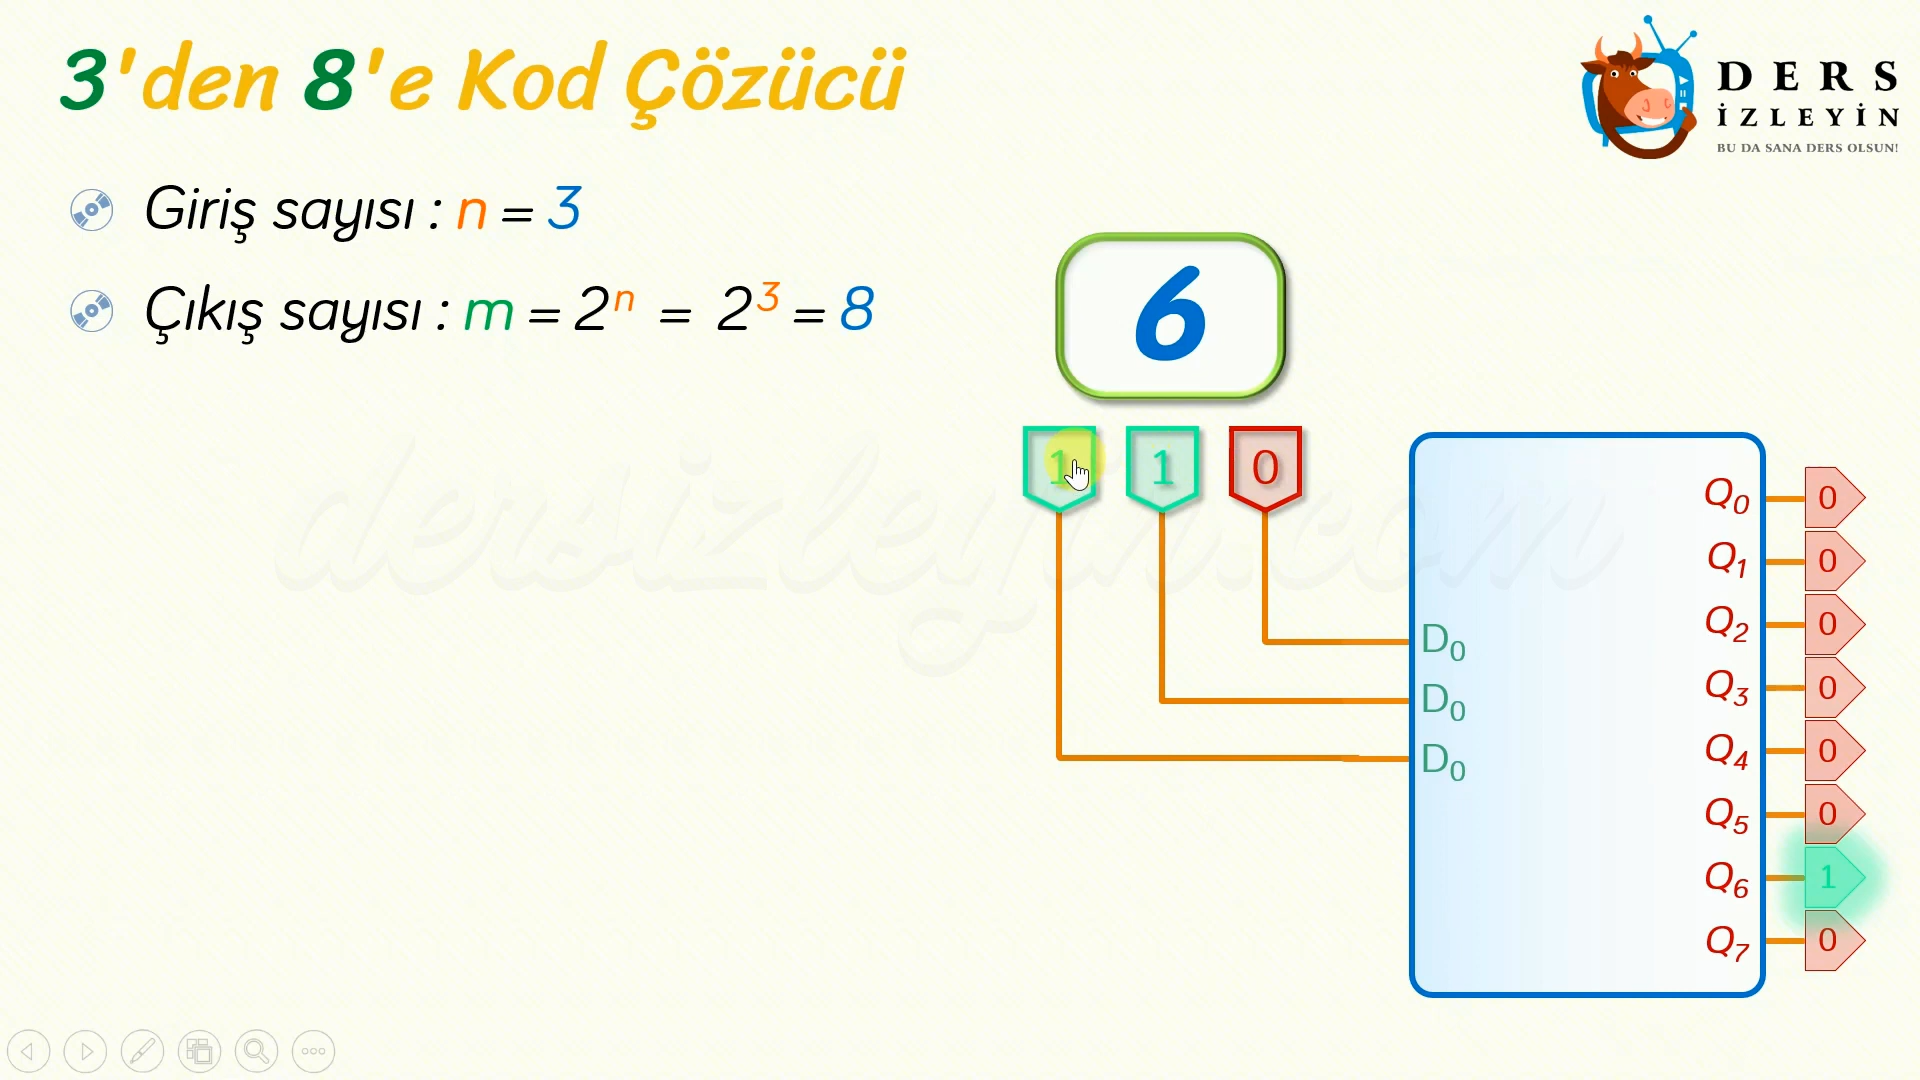 3'den 8'e Kod Çözücü
DERS
İZLEYİN
BU DA SANA DERS OLSUN!
Giriş sayısı : n = 3
Çıkış sayısı : m = 2ⁿ = 2³ = 8
6
1 1 0
dersizleyin.com
Q₀ 0
Q₁ 0
Q₂ 0
D₀
Q₃ 0
D₀
Q₄ 0
D₀
Q₅ 0
Q₆ 1
Q₇ 0